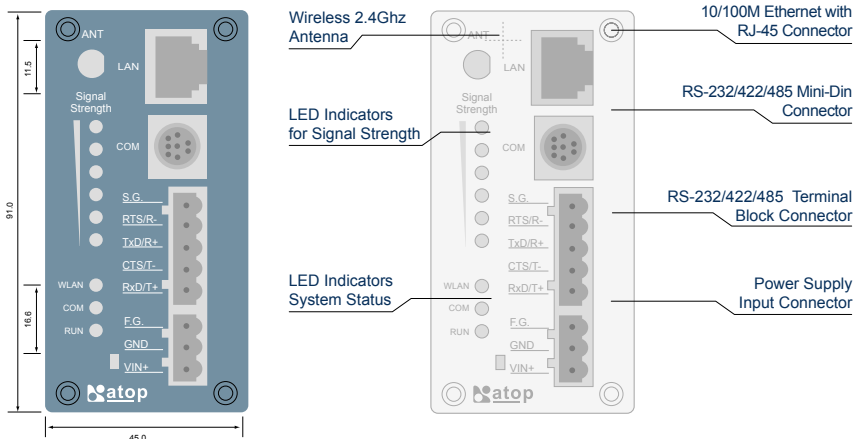 91.0
11.5
16.6
45.0
ANT
LAN
Signal
Strength
COM
S.G.
RTS/R-
TxD/R+
CTS/T-
RxD/T+
WLAN
COM
RUN
F.G.
GND
VIN+
atop
Wireless 2.4Ghz
Antenna
LED Indicators
for Signal Strength
LED Indicators
System Status
ANT
LAN
Signal
Strength
COM
S.G.
RTS/R-
TxD/R+
CTS/T-
RxD/T+
WLAN
COM
RUN
F.G.
GND
VIN+
atop
10/100M Ethernet with
RJ-45 Connector
RS-232/422/485 Mini-Din
Connector
RS-232/422/485 Terminal
Block Connector
Power Supply
Input Connector